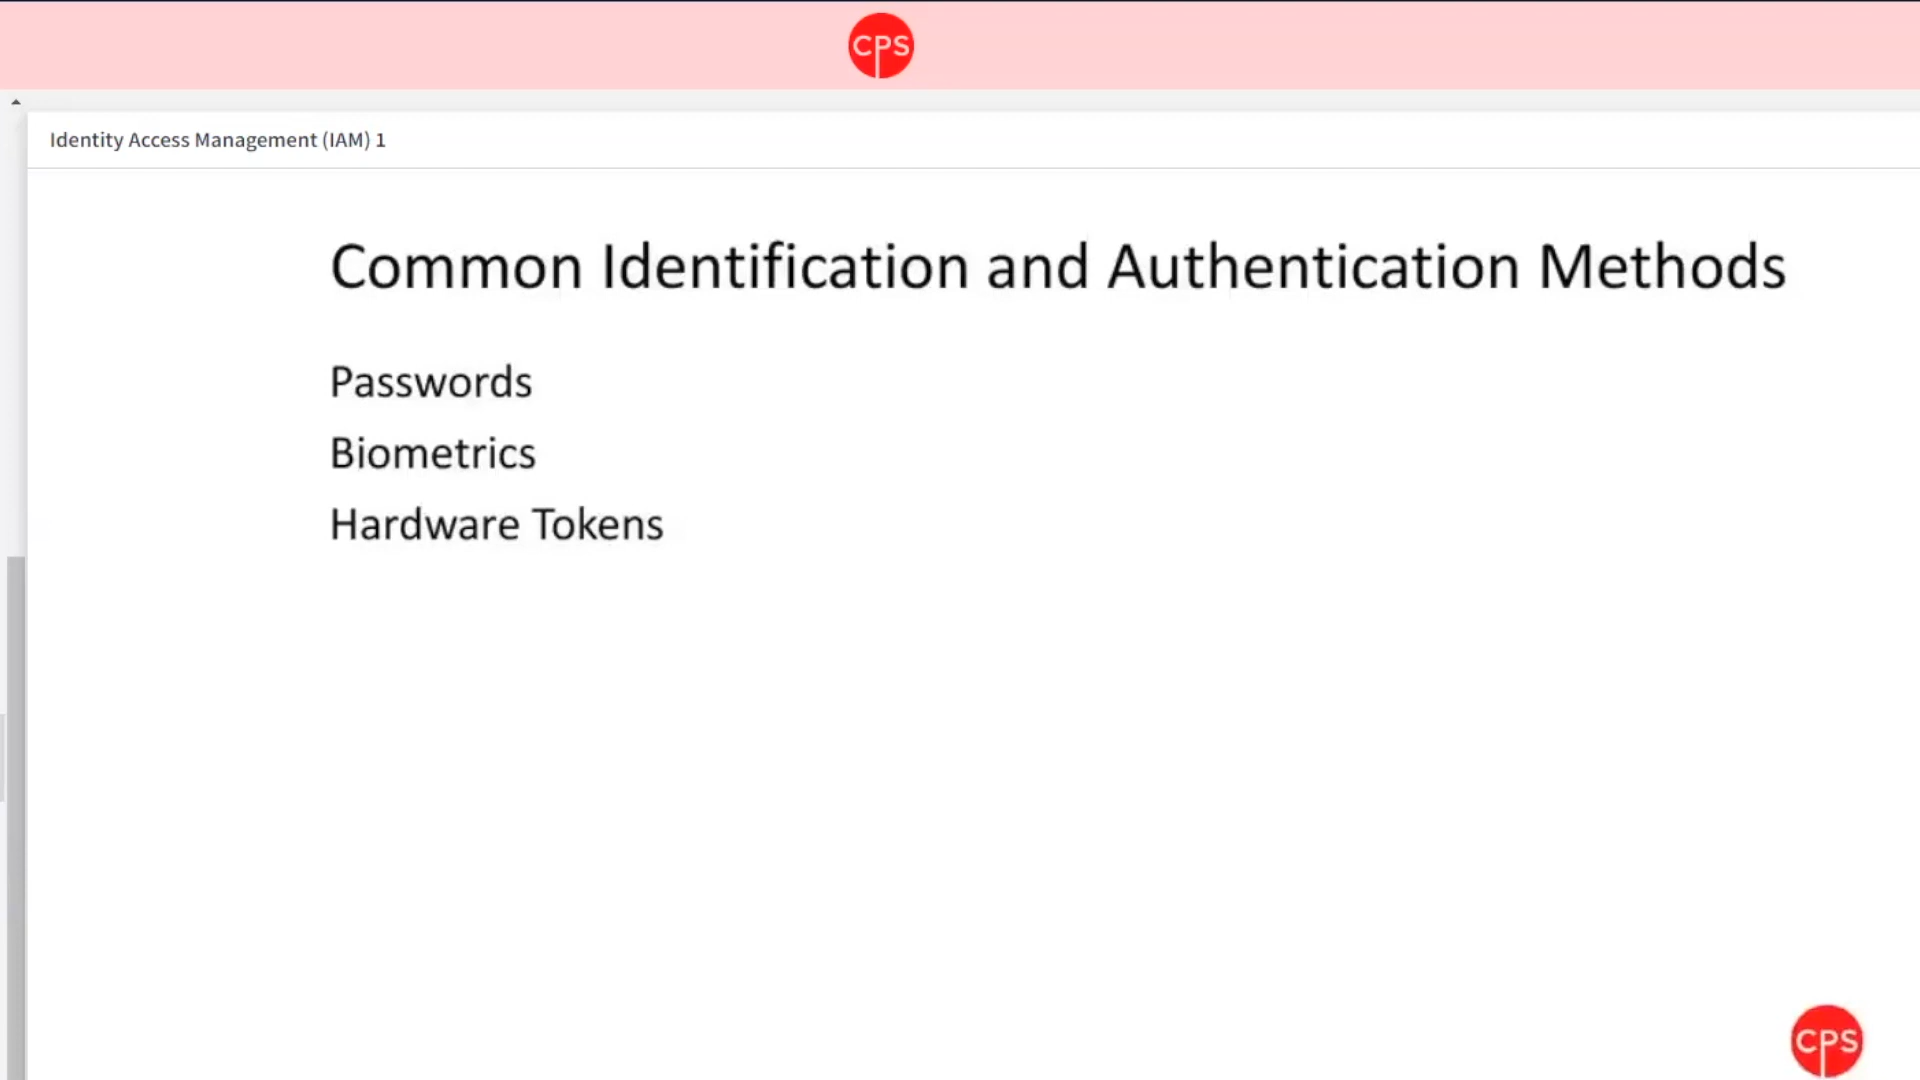 CPS
Identity Access Management (IAM) 1
Common Identification and Authentication Methods
Passwords
Biometrics
Hardware Tokens
CPS